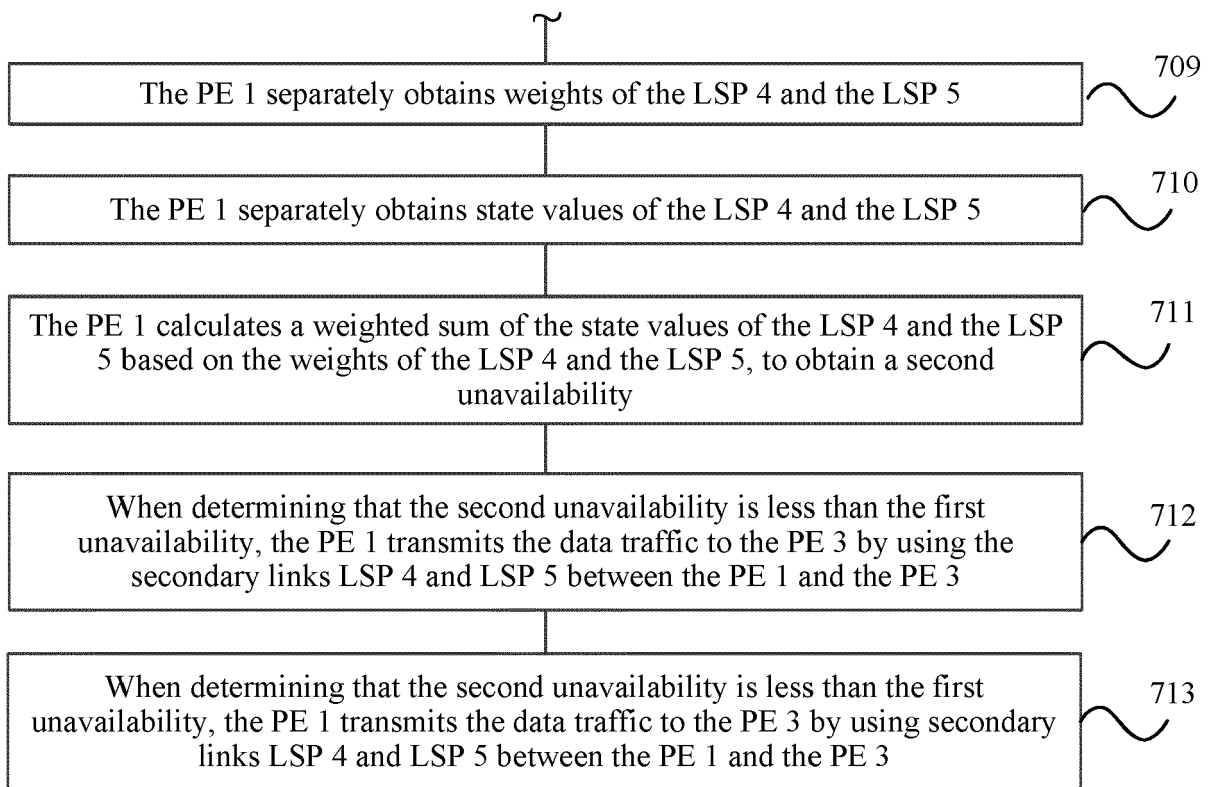 709
The PE 1 separately obtains weights of the LSP 4 and the LSP 5
710
The PE 1 separately obtains state values of the LSP 4 and the LSP 5
711
The PE 1 calculates a weighted sum of the state values of the LSP 4 and the LSP
5 based on the weights of the LSP 4 and the LSP 5, to obtain a second
unavailability
712
When determining that the second unavailability is less than the first
unavailability, the PE 1 transmits the data traffic to the PE 3 by using the
secondary links LSP 4 and LSP 5 between the PE 1 and the PE 3
713
When determining that the second unavailability is less than the first
unavailability, the PE 1 transmits the data traffic to the PE 3 by using secondary
links LSP 4 and LSP 5 between the PE 1 and the PE 3